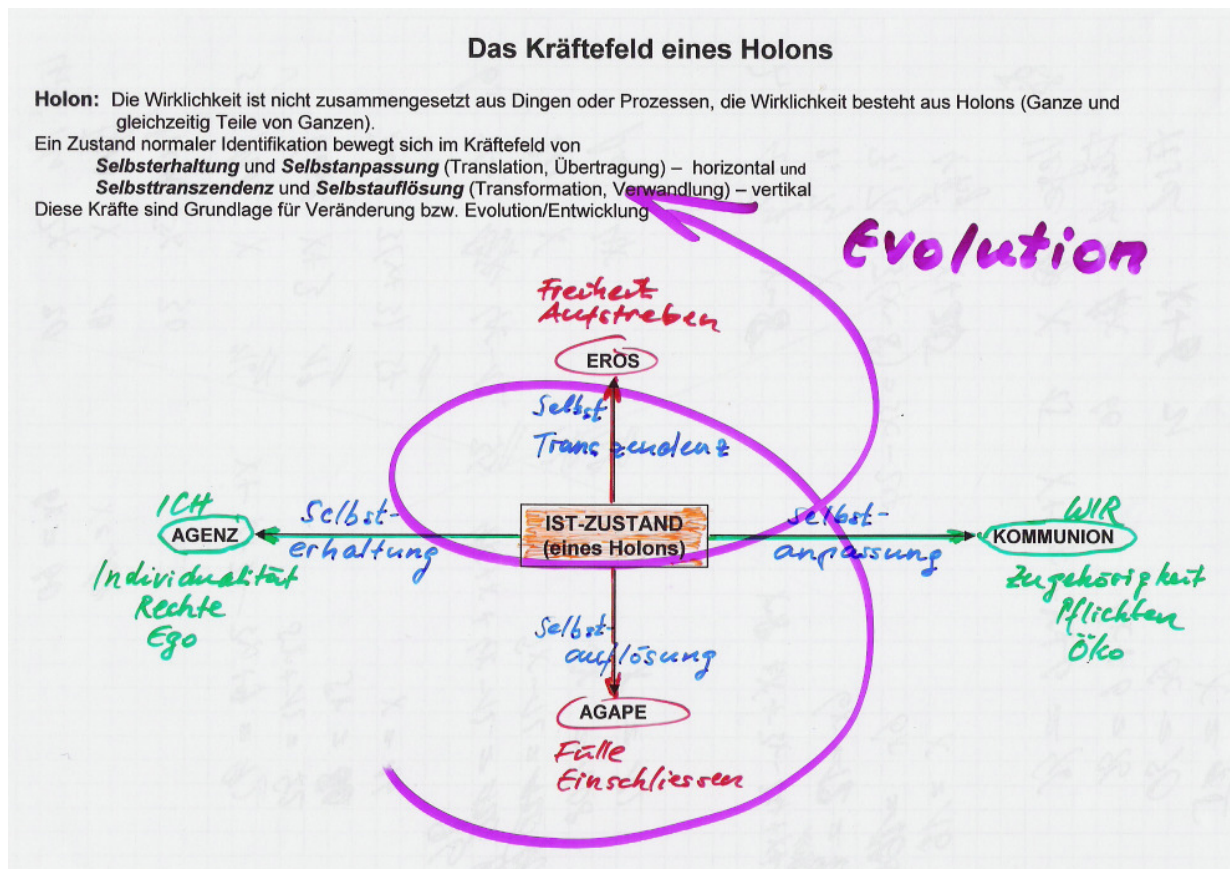 Das Kräftefeld eines Holons
Holon: Die Wirklichkeit ist nicht zusammengesetzt aus Dingen oder Prozessen, die Wirklichkeit besteht aus Holons (Ganze und
gleichzeitig Teile von Ganzen).
Ein Zustand normaler Identifikation bewegt sich im Kräftefeld von
Selbsterhaltung und Selbstanpassung (Translation, Übertragung) – horizontal und
Selbsttranszendenz und Selbstauflösung (Transformation, Verwandlung) – vertikal
Diese Kräfte sind Grundlage für Veränderung bzw. Evolution/Entwicklung
Evolution
Freiheit
Aufstreben
EROS
Selbst
Transzendenz
ICH
AGENZ
Selbst-
erhaltung
Individualität
Rechte
Ego
IST-ZUSTAND
(eines Holons)
Selbst-
anpassung
WIR
KOMMUNION
Zugehörigkeit
Pflichten
Öko
Selbst-
auflösung
AGAPE
Fülle
Einschliessen